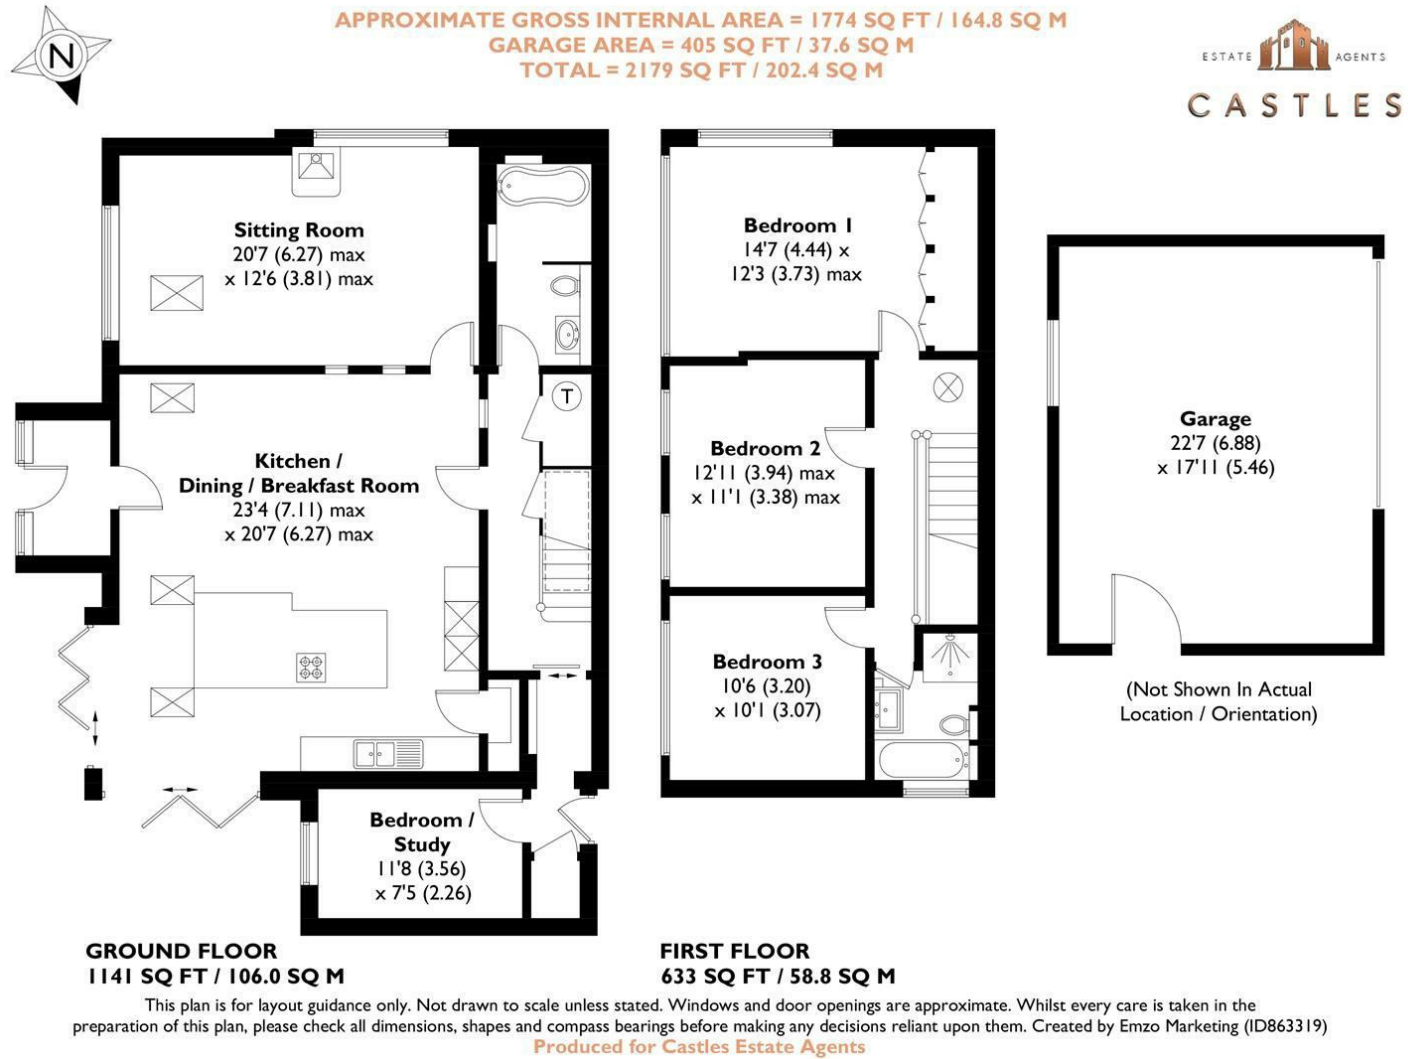 APPROXIMATE GROSS INTERNAL AREA = 1774 SQ FT / 164.8 SQ M
GARAGE AREA = 405 SQ FT / 37.6 SQ M
TOTAL = 2179 SQ FT / 202.4 SQ M
N
ESTATE AGENTS
CASTLES
Sitting Room
20'7 (6.27) max
x 12'6 (3.81) max
Bedroom 1
14'7 (4.44) x
12'3 (3.73) max
T
Kitchen /
Dining / Breakfast Room
23'4 (7.11) max
x 20'7 (6.27) max
Bedroom 2
12'11 (3.94) max
x 11'1 (3.38) max
Garage
22'7 (6.88)
x 17'11 (5.46)
Bedroom 3
10'6 (3.20)
x 10'1 (3.07)
(Not Shown In Actual
Location / Orientation)
Bedroom /
Study
11'8 (3.56)
x 7'5 (2.26)
GROUND FLOOR
1141 SQ FT / 106.0 SQ M
FIRST FLOOR
633 SQ FT / 58.8 SQ M
This plan is for layout guidance only. Not drawn to scale unless stated. Windows and door openings are approximate. Whilst every care is taken in the
preparation of this plan, please check all dimensions, shapes and compass bearings before making any decisions reliant upon them. Created by Emzo Marketing (ID863319)
Produced for Castles Estate Agents